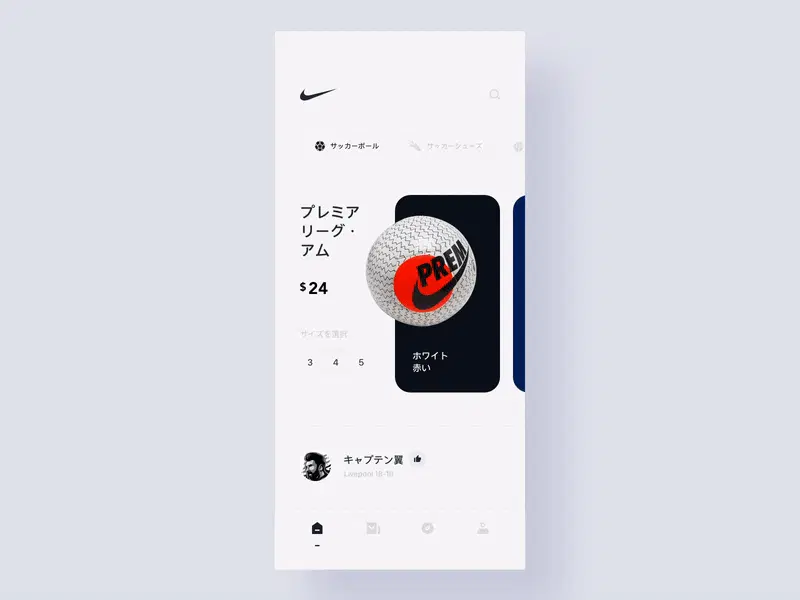 サッカーボール
サッカーシューズ
プレミア
リーグ・
アム
$24
PREM
サイズを選択
3 4 5
ホワイト
赤い
キャプテン翼